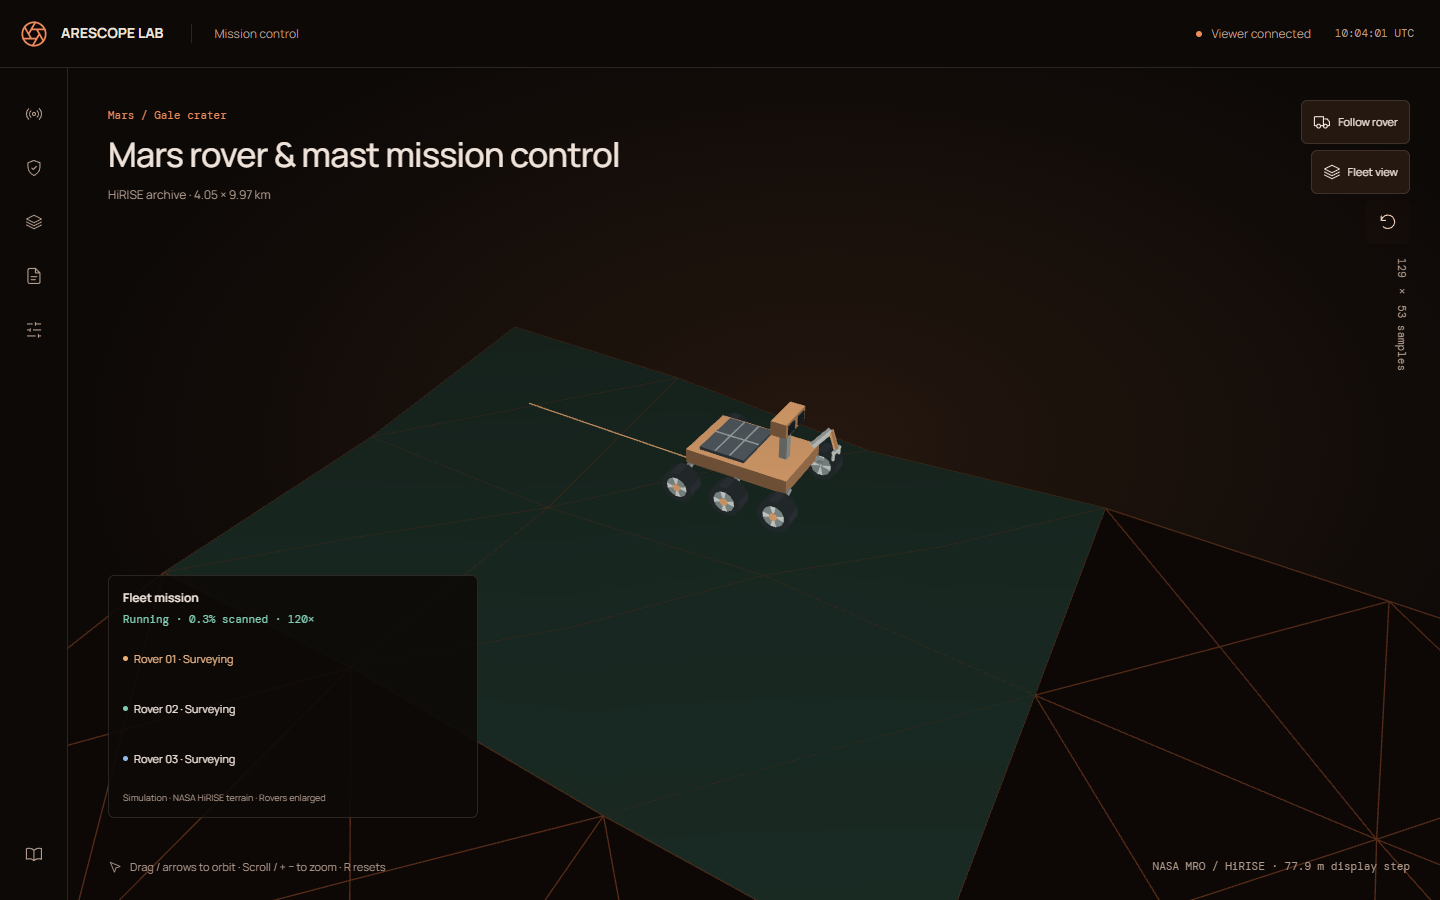 ARESCOPE LAB
Mission control
Viewer connected
10:04:01 UTC
Mars / Gale crater
Mars rover & mast mission control
HiRISE archive · 4.05 × 9.97 km
Follow rover
Fleet view
129 × 53 samples
Fleet mission
Running · 0.3% scanned · 120×
Rover 01 · Surveying
Rover 02 · Surveying
Rover 03 · Surveying
Simulation · NASA HiRISE terrain · Rovers enlarged
Drag / arrows to orbit · Scroll / + − to zoom · R resets
NASA MRO / HiRISE · 77.9 m display step